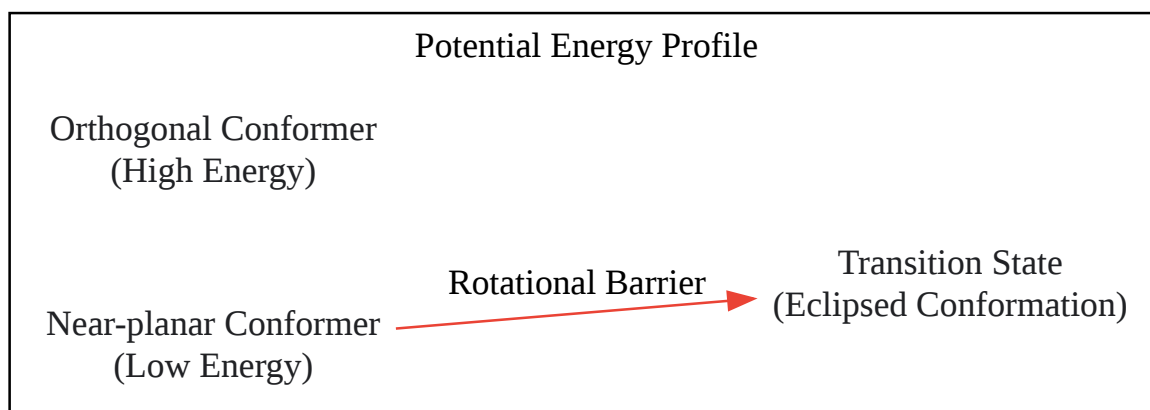 Potential Energy Profile
Orthogonal Conformer
(High Energy)
Rotational Barrier
Transition State
(Eclipsed Conformation)
Near-planar Conformer
(Low Energy)